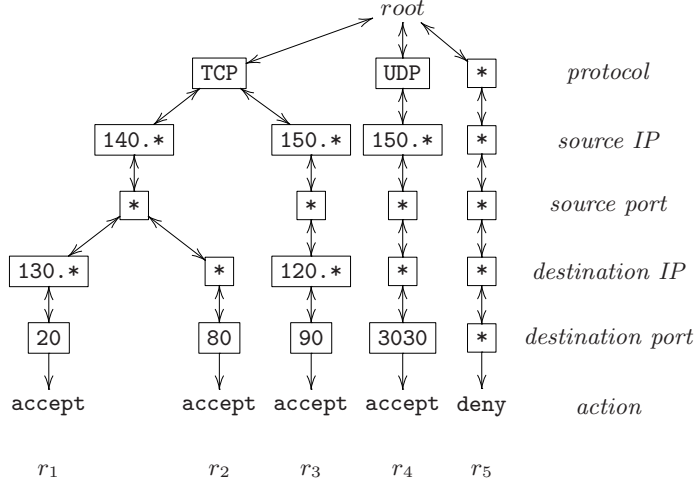 root
TCP UDP * protocol
140.* 150.* 150.* * source IP
* * * * source port
130.* * 120.* * * destination IP
20 80 90 3030 * destination port
accept accept accept accept deny action
r1 r2 r3 r4 r5